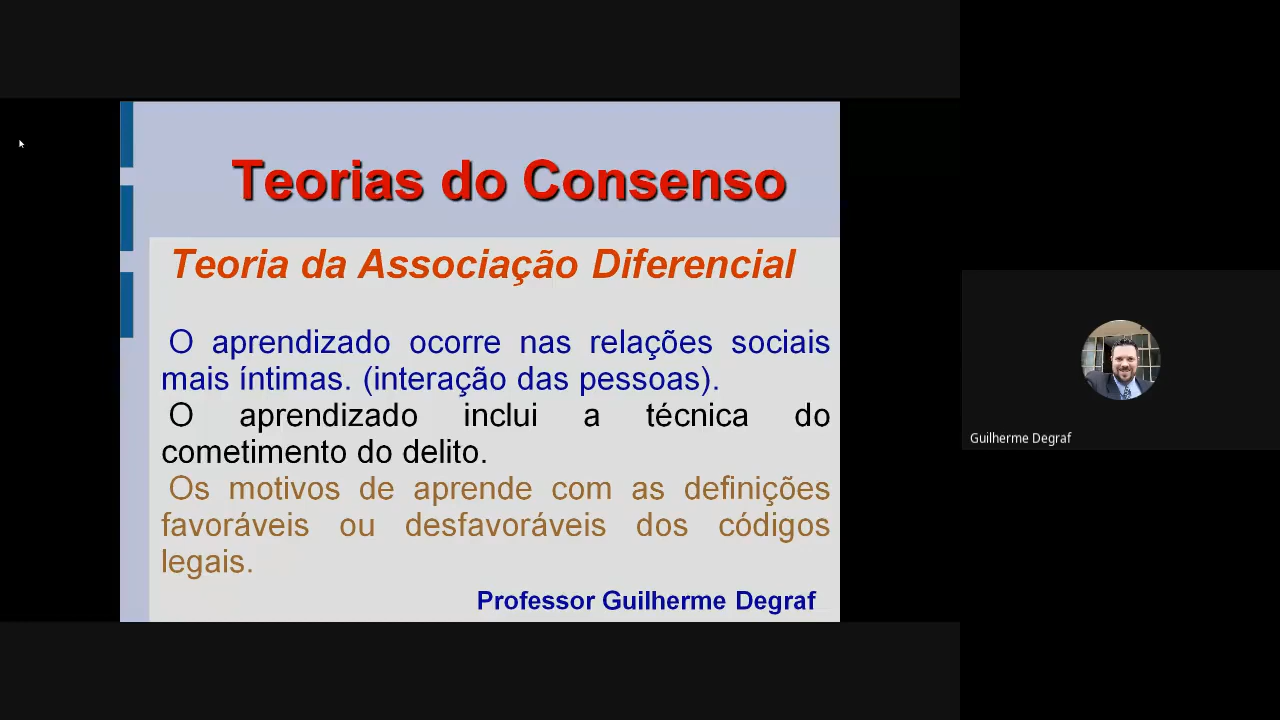 Teorias do Consenso
Teoria da Associação Diferencial
O aprendizado ocorre nas relações sociais
mais íntimas. (interação das pessoas).
O aprendizado inclui a técnica do
cometimento do delito.
Os motivos de aprende com as definições
favoráveis ou desfavoráveis dos códigos
legais.
Professor Guilherme Degraf
Guilherme Degraf